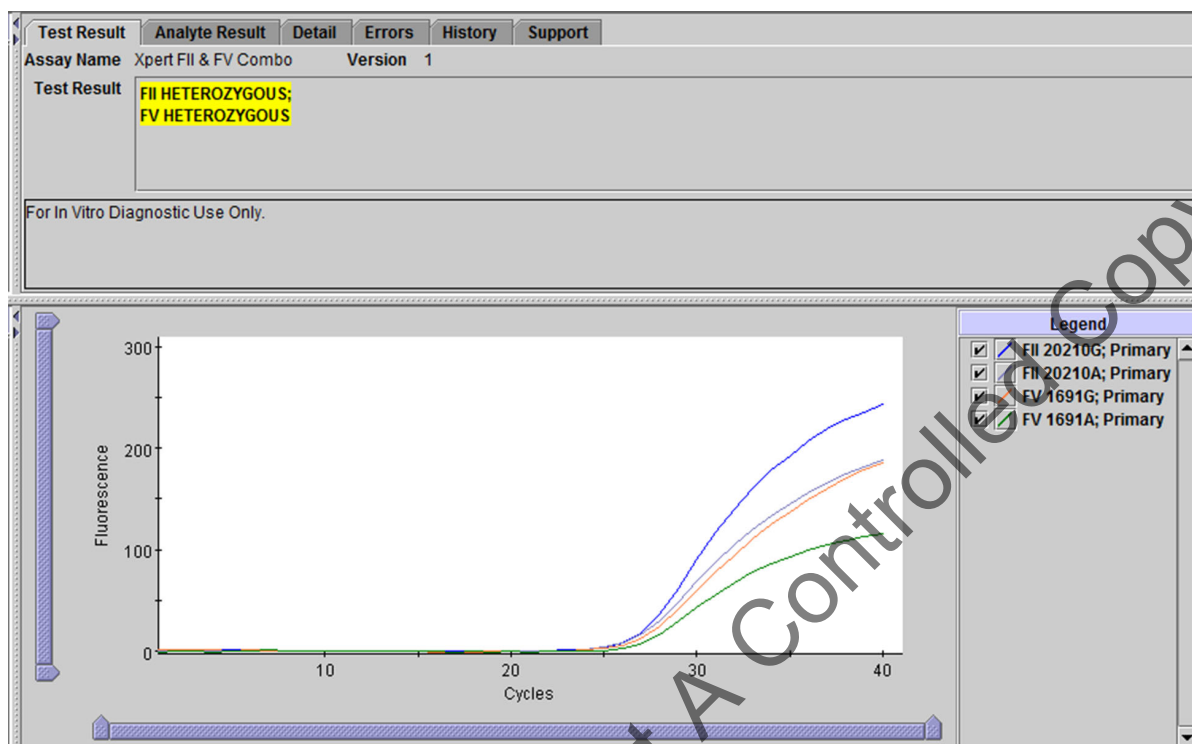 Test Result Analyte Result Detail Errors History Support
Assay Name Xpert FII & FV Combo Version 1
Test Result
FII HETEROZYGOUS;
FV HETEROZYGOUS
For In Vitro Diagnostic Use Only.
Legend
FII 20210G; Primary
FII 20210A; Primary
FV 1691G; Primary
FV 1691A; Primary
300
200
100
0
Fluorescence
10 20 30 40
Cycles
A Controlled Copy